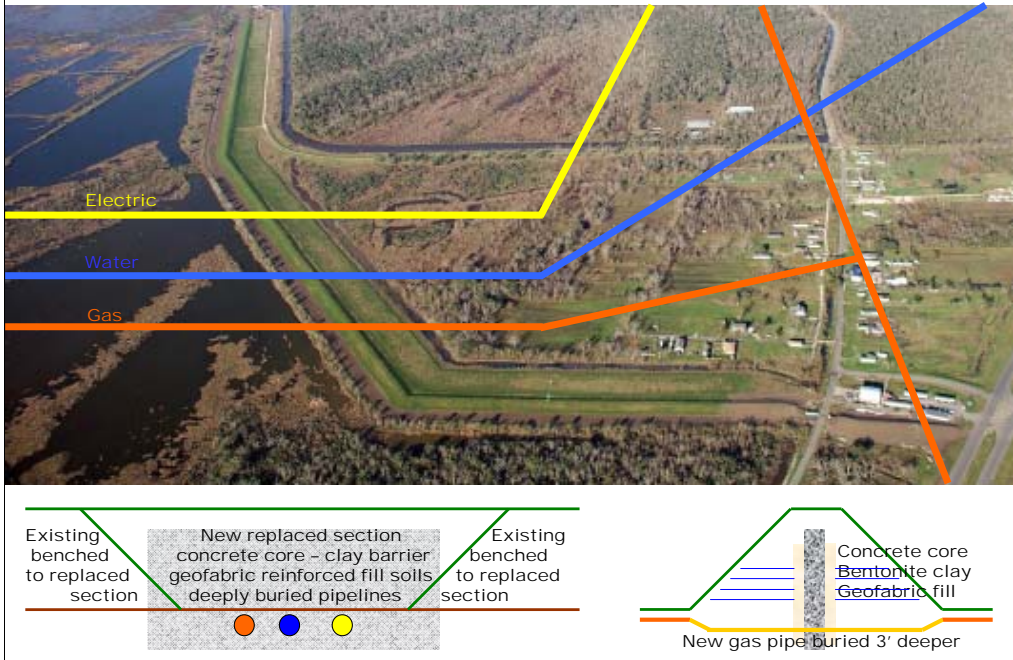 Electric
Water
Gas
Existing
benched
to replaced
section
New replaced section
concrete core – clay barrier
geofabric reinforced fill soils
deeply buried pipelines
Existing
benched
to replaced
section
Concrete core
Bentonite clay
Geofabric fill
New gas pipe buried 3’ deeper